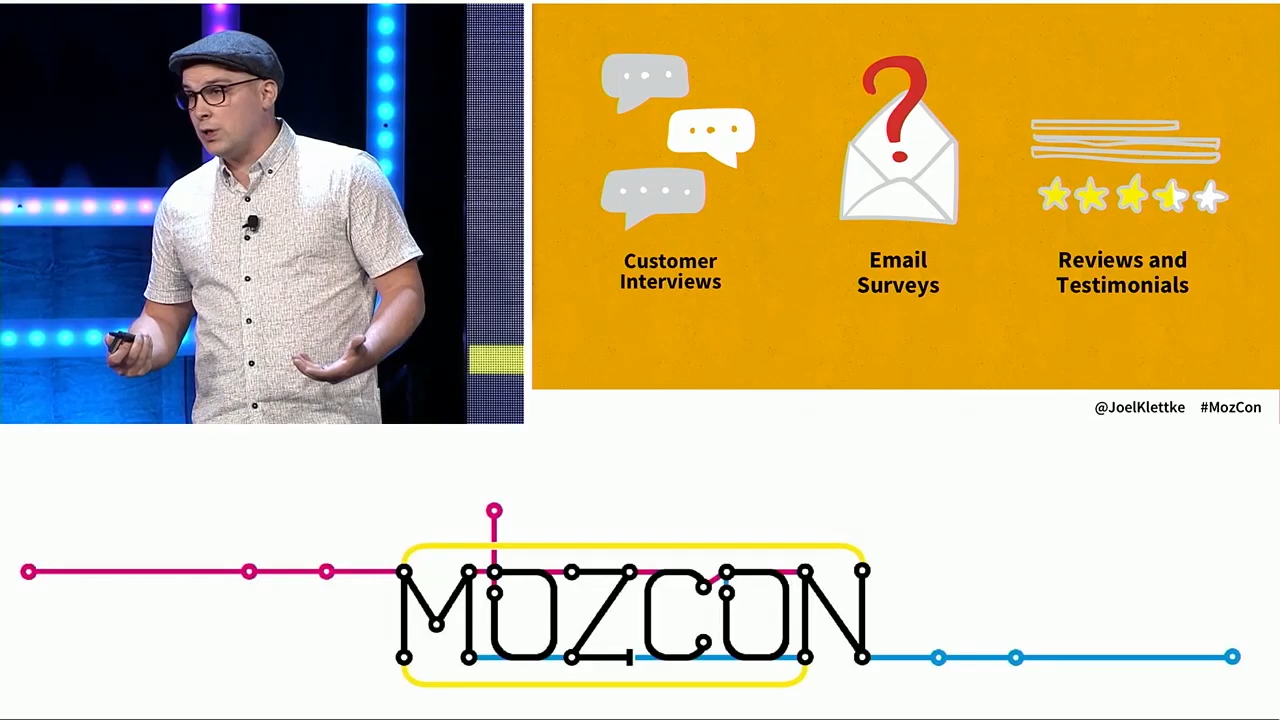 Customer
Interviews
Email
Surveys
Reviews and
Testimonials
@JoelKlettke #MozCon
MOZCON